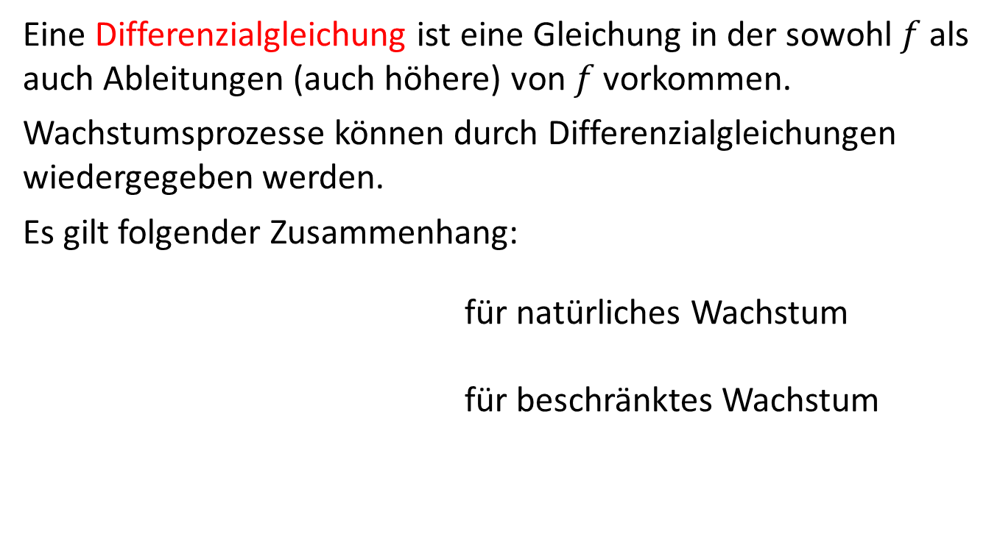 Eine Differenzialgleichung ist eine Gleichung in der sowohl 𝑓 als
auch Ableitungen (auch höhere) von 𝑓 vorkommen.
Wachstumsprozesse können durch Differenzialgleichungen
wiedergegeben werden.
Es gilt folgender Zusammenhang:
für natürliches Wachstum
für beschränktes Wachstum